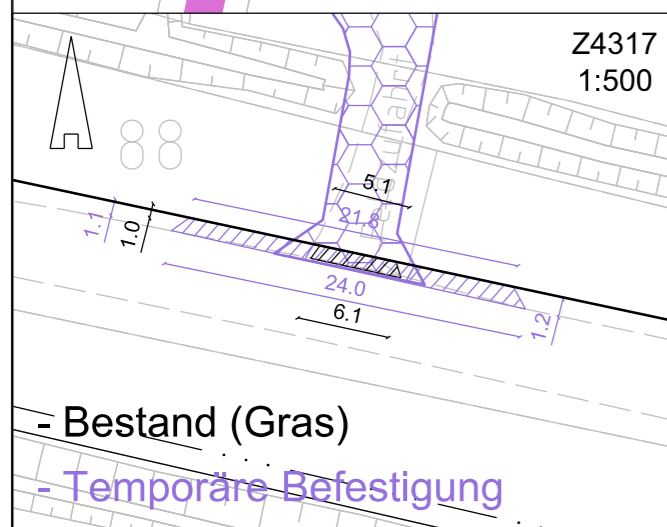 Z4317
1:500
5.1
21.8
1.1
1.0
24.0
6.1
1.2
- Bestand (Gras)
- Temporäre Befestigung